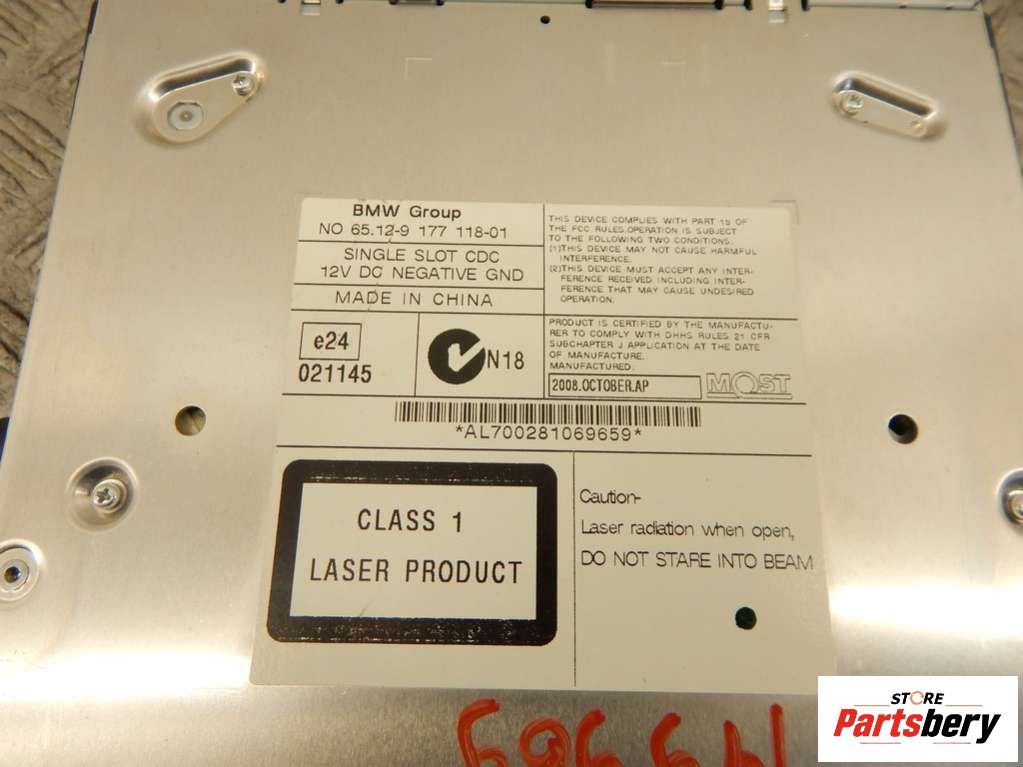 BMW Group
NO 65.12-9 177 118-01
SINGLE SLOT CDC
12V DC NEGATIVE GND
MADE IN CHINA
e24
021145
N18
THIS DEVICE COMPLIES WITH PART 15 OF
THE FCC RULES.OPERATION IS SUBJECT
TO THE FOLLOWING TWO CONDITIONS.
(1)THIS DEVICE MAY NOT CAUSE HARMFUL
INTERFERENCE.
(2)THIS DEVICE MUST ACCEPT ANY INTER-
FERENCE RECEIVED INCLUDING INTER-
FERENCE THAT MAY CAUSE UNDESIRED
OPERATION.
PRODUCT IS CERTIFIED BY THE MANUFACTU-
RER TO COMPLY WITH DHHS RULES 21 CFR
SUBCHAPTER J APPLICATION AT THE DATE
OF MANUFACTURE.
MANUFACTURED:
2008.OCTOBER.AP
MOST
*AL700281069659*
CLASS 1
LASER PRODUCT
Caution-
Laser radiation when open,
DO NOT STARE INTO BEAM
STORE
Partsbery